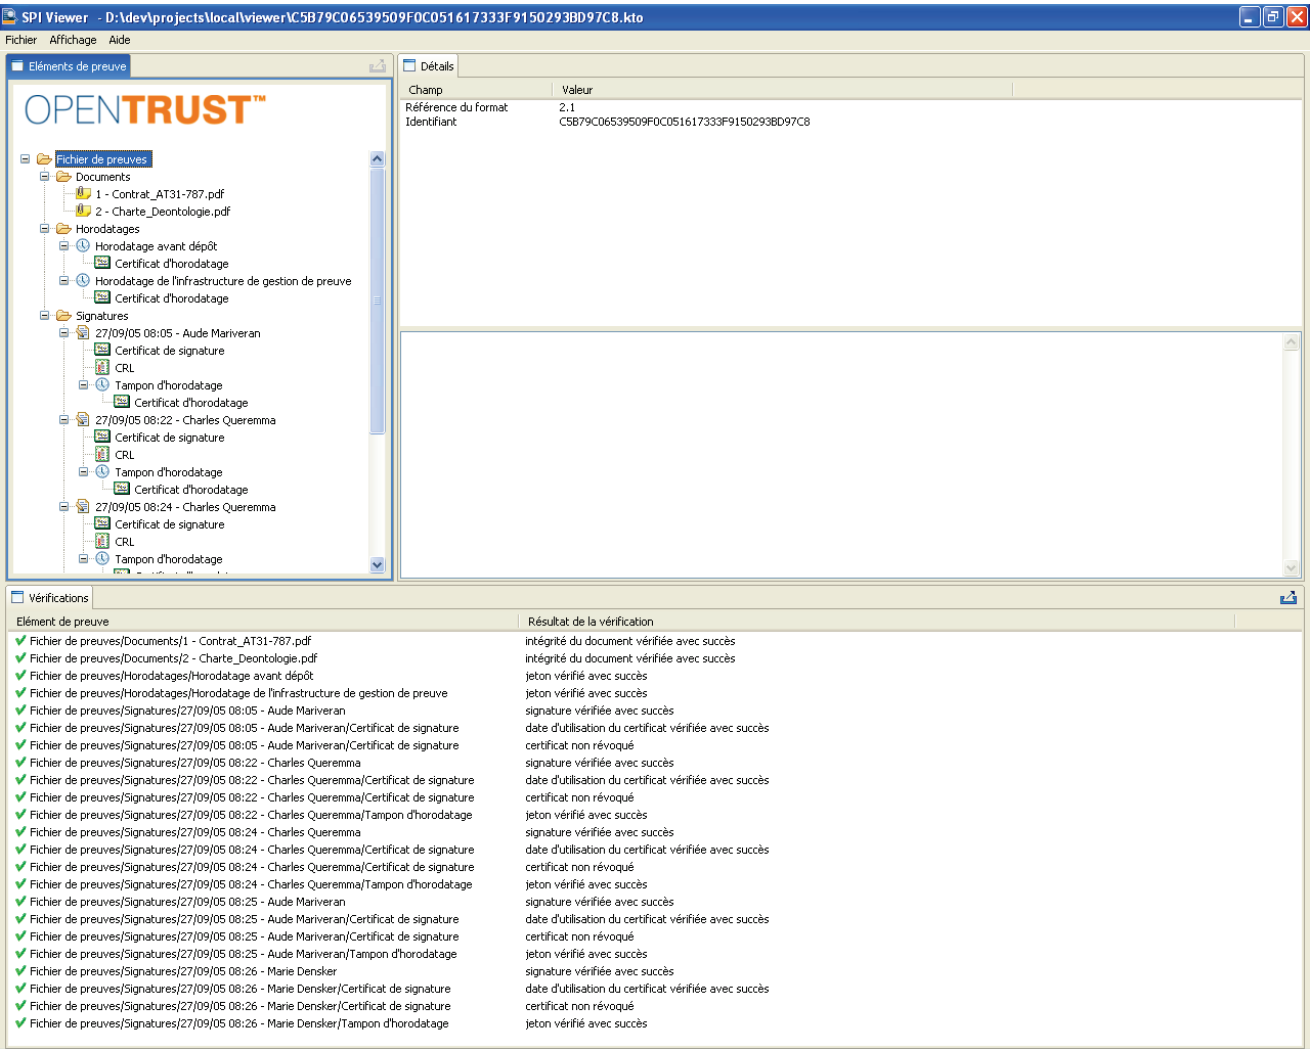 SPI Viewer - D:\dev\projects\local\viewer\C5B79C06539509F0C051617333F9150293BD97C8.kto
Fichier Affichage Aide
Eléments de preuve
OPENTRUST™
Fichier de preuves
Documents
1 - Contrat_AT31-787.pdf
2 - Charte_Deontologie.pdf
Horodatages
Horodatage avant dépôt
Certificat d'horodatage
Horodatage de l'infrastructure de gestion de preuve
Certificat d'horodatage
Signatures
27/09/05 08:05 - Aude Mariveran
Certificat de signature
CRL
Tampon d'horodatage
Certificat d'horodatage
27/09/05 08:22 - Charles Queremma
Certificat de signature
CRL
Tampon d'horodatage
Certificat d'horodatage
27/09/05 08:24 - Charles Queremma
Certificat de signature
CRL
Tampon d'horodatage
Détails
Champ Valeur
Référence du format 2.1
Identifiant C5B79C06539509F0C051617333F9150293BD97C8
Vérifications
Elément de preuve Résultat de la vérification
Fichier de preuves/Documents/1 - Contrat_AT31-787.pdf intégrité du document vérifiée avec succès
Fichier de preuves/Documents/2 - Charte_Deontologie.pdf intégrité du document vérifiée avec succès
Fichier de preuves/Horodatages/Horodatage avant dépôt jeton vérifié avec succès
Fichier de preuves/Horodatages/Horodatage de l'infrastructure de gestion de preuve jeton vérifié avec succès
Fichier de preuves/Signatures/27/09/05 08:05 - Aude Mariveran signature vérifiée avec succès
Fichier de preuves/Signatures/27/09/05 08:05 - Aude Mariveran/Certificat de signature date d'utilisation du certificat vérifiée avec succès
Fichier de preuves/Signatures/27/09/05 08:05 - Aude Mariveran/Certificat de signature certificat non révoqué
Fichier de preuves/Signatures/27/09/05 08:22 - Charles Queremma signature vérifiée avec succès
Fichier de preuves/Signatures/27/09/05 08:22 - Charles Queremma/Certificat de signature date d'utilisation du certificat vérifiée avec succès
Fichier de preuves/Signatures/27/09/05 08:22 - Charles Queremma/Certificat de signature certificat non révoqué
Fichier de preuves/Signatures/27/09/05 08:22 - Charles Queremma/Tampon d'horodatage jeton vérifié avec succès
Fichier de preuves/Signatures/27/09/05 08:24 - Charles Queremma signature vérifiée avec succès
Fichier de preuves/Signatures/27/09/05 08:24 - Charles Queremma/Certificat de signature date d'utilisation du certificat vérifiée avec succès
Fichier de preuves/Signatures/27/09/05 08:24 - Charles Queremma/Certificat de signature certificat non révoqué
Fichier de preuves/Signatures/27/09/05 08:24 - Charles Queremma/Tampon d'horodatage jeton vérifié avec succès
Fichier de preuves/Signatures/27/09/05 08:25 - Aude Mariveran signature vérifiée avec succès
Fichier de preuves/Signatures/27/09/05 08:25 - Aude Mariveran/Certificat de signature date d'utilisation du certificat vérifiée avec succès
Fichier de preuves/Signatures/27/09/05 08:25 - Aude Mariveran/Certificat de signature certificat non révoqué
Fichier de preuves/Signatures/27/09/05 08:25 - Aude Mariveran/Tampon d'horodatage jeton vérifié avec succès
Fichier de preuves/Signatures/27/09/05 08:26 - Marie Densker signature vérifiée avec succès
Fichier de preuves/Signatures/27/09/05 08:26 - Marie Densker/Certificat de signature date d'utilisation du certificat vérifiée avec succès
Fichier de preuves/Signatures/27/09/05 08:26 - Marie Densker/Certificat de signature certificat non révoqué
Fichier de preuves/Signatures/27/09/05 08:26 - Marie Densker/Tampon d'horodatage jeton vérifié avec succès